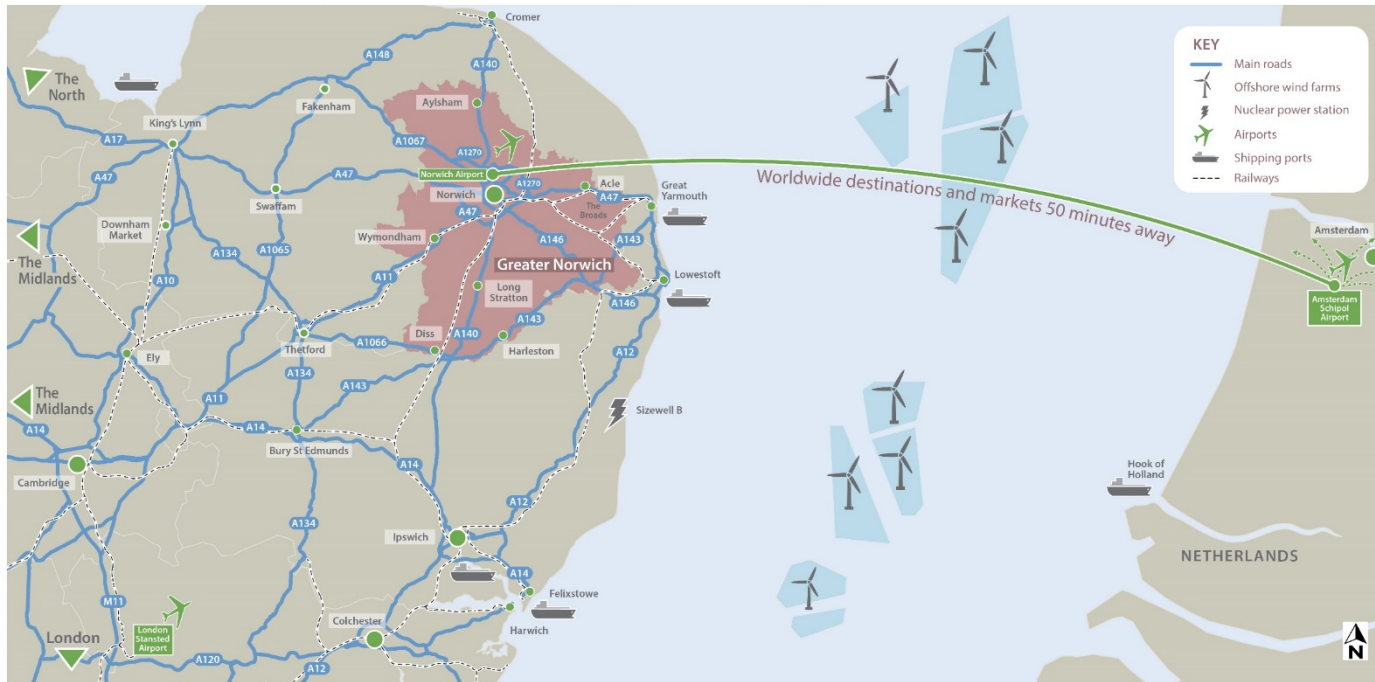 Cromer
KEY
Main roads
Offshore wind farms
Nuclear power station
Airports
Shipping ports
Railways
The
North
A148
A140
Fakenham
Aylsham
King's Lynn
A17
A1067
A1270
A47
Norwich Airport
A47
A1270
Acle
Great
Yarmouth
Worldwide destinations and markets 50 minutes away
Swaffam
Norwich
The
Broads
A47
Downham
Market
A47
Wymondham
A134
A1065
A146
A143
Amsterdam
The
Midlands
A10
A11
Greater Norwich
Lowestoft
Long
Stratton
A146
Amsterdam
Schipol
Airport
A143
Diss
A140
Harleston
Thetford
A1066
A12
Ely
A134
A143
The
Midlands
A11
Sizewell B
A14
A14
Bury St Edmunds
A14
Cambridge
Hook of
Holland
A12
A134
Ipswich
NETHERLANDS
A14
M11
Felixstowe
Colchester
Harwich
London
London
Stansted
Airport
A120
A12
N